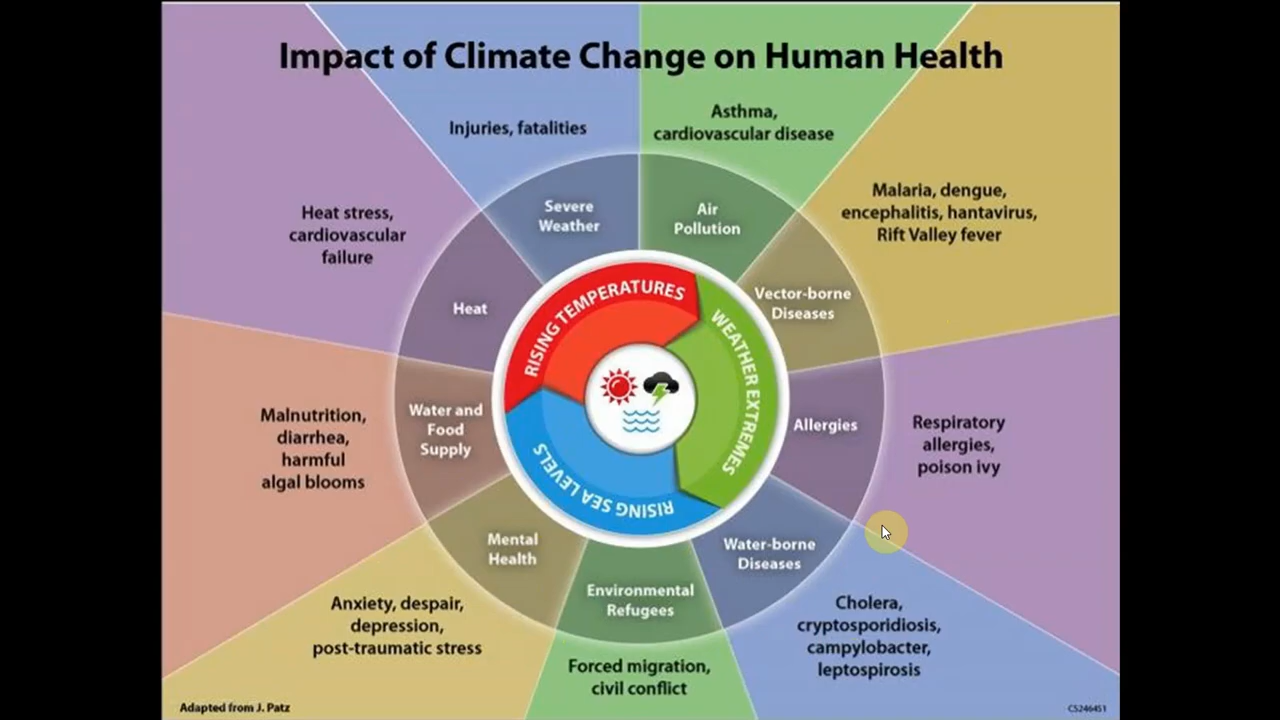 Impact of Climate Change on Human Health
Injuries, fatalities
Asthma,
cardiovascular disease
Malaria, dengue,
encephalitis, hantavirus,
Rift Valley fever
Respiratory
allergies,
poison ivy
Cholera,
cryptosporidiosis,
campylobacter,
leptospirosis
Forced migration,
civil conflict
Anxiety, despair,
depression,
post-traumatic stress
Malnutrition,
diarrhea,
harmful
algal blooms
Heat stress,
cardiovascular
failure
Severe
Weather
Air
Pollution
Vector-borne
Diseases
Allergies
Water-borne
Diseases
Environmental
Refugees
Mental
Health
Water and
Food
Supply
Heat
RISING TEMPERATURES
WEATHER EXTREMES
RISING SEA LEVELS
Adapted from J. Patz
CS246451